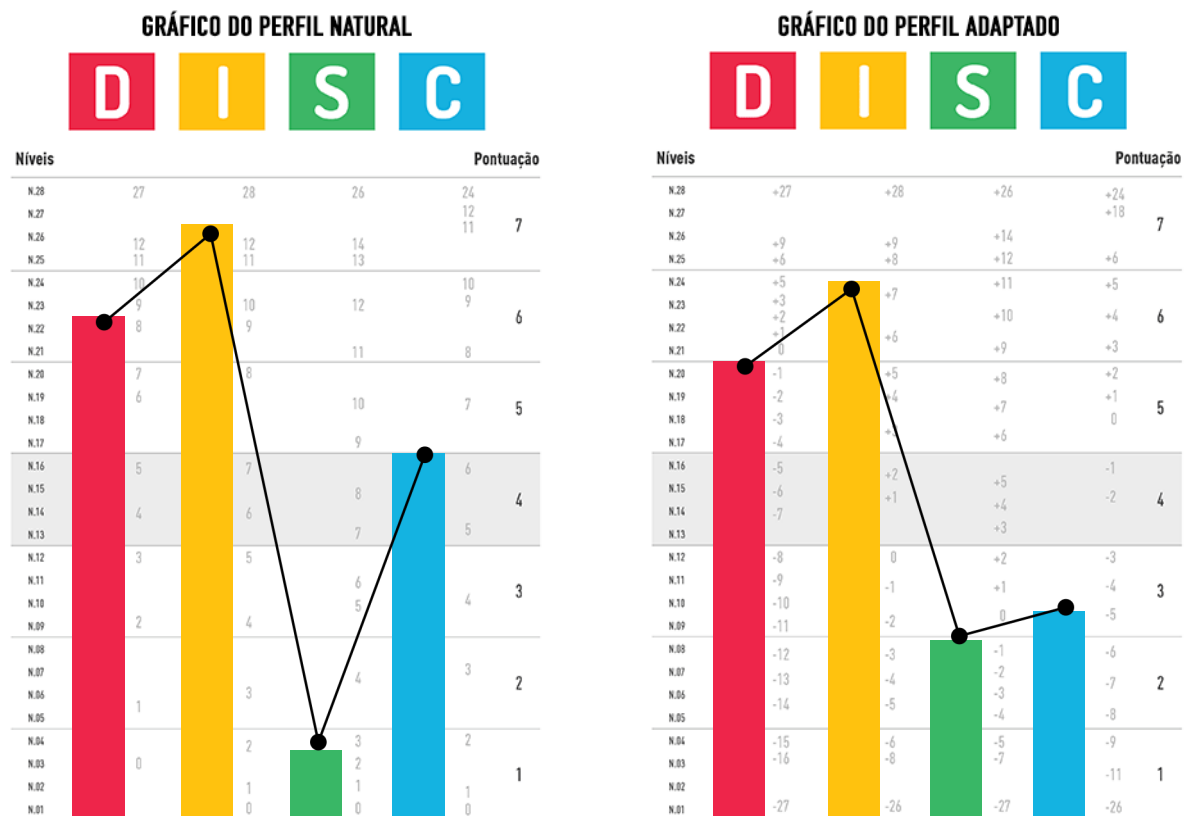 GRÁFICO DO PERFIL NATURAL
D I S C
Níveis Pontuação
N.28 27 28 26 24
N.27 12
11 7
N.26 12 12 14
N.25 11 11 13
N.24 10 10
N.23 9 10 12 9
6
N.22 8 9
N.21 11 8
N.20 7 8
N.19 6 10 7
5
N.18
N.17 9
N.16 5 7 6
N.15 8
4
N.14 4 6
N.13 7 5
N.12 3 5
N.11 6
3
N.10 5 4
N.09 2 4
N.08
N.07 4 3
2
N.06 3
N.05 1
N.04 2 3 2
N.03 0 2
1
N.02 1 1 1
N.01 0 0 0
GRÁFICO DO PERFIL ADAPTADO
D I S C
Níveis Pontuação
N.28 +27 +28 +26 +24
N.27 +18
7
N.26 +9 +9 +14
N.25 +6 +8 +12 +6
N.24 +5 +7 +11 +5
N.23 +3
+2 +10 +4 6
N.22 +1 +6
N.21 0 +9 +3
N.20 -1 +5 +8 +2
N.19 -2 +4 +7 +1
5
N.18 -3 +3 0
N.17 -4 +6
N.16 -5 +2 +5 -1
N.15 -6 +1 -2
4
N.14 -7 +4
N.13 +3
N.12 -8 0 +2 -3
N.11 -9 -1 +1 -4
3
N.10 -10 0 -5
N.09 -11 -2
N.08 -12 -3 -1 -6
N.07 -13 -4 -2 -7
2
N.06 -14 -5 -3
N.05 -4 -8
N.04 -15 -6 -5 -9
N.03 -16 -8 -7
-11 1
N.02
N.01 -27 -26 -27 -26